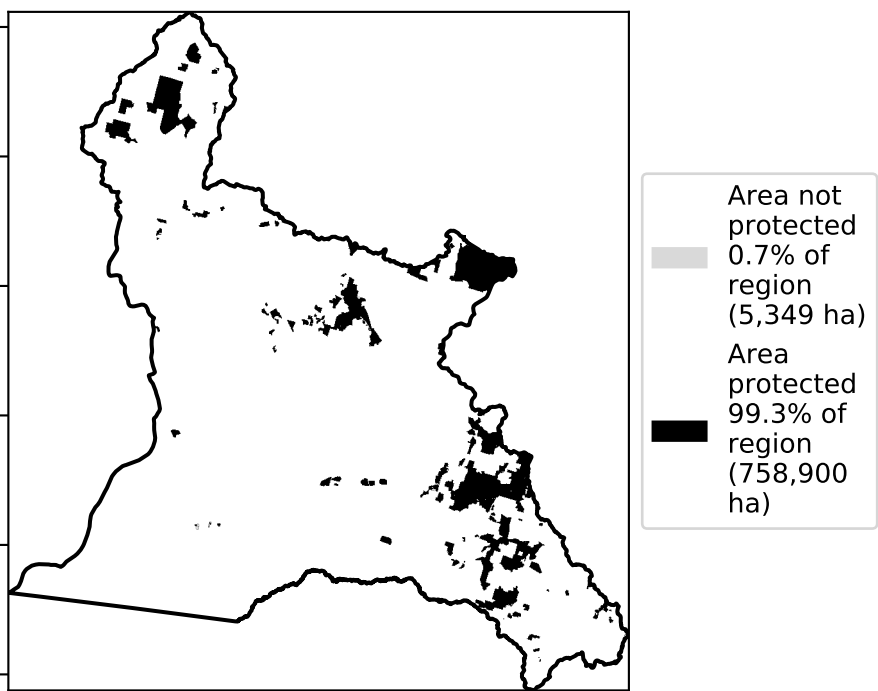 Area not
protected
0.7% of
region
(5,349 ha)
Area
protected
99.3% of
region
(758,900
ha)